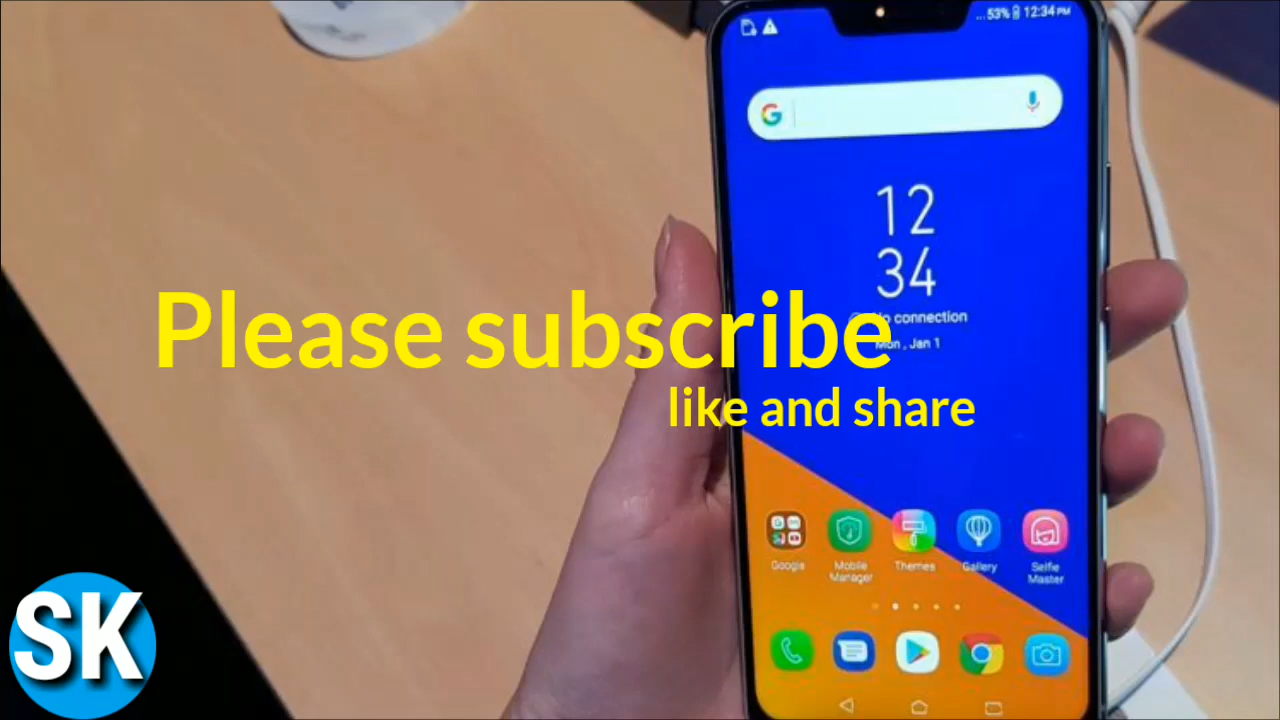 ...53% 12:34 PM
G
12
34
No connection
Mon , Jan 1
Please subscribe
like and share
Google
Mobile Manager
Themes
Gallery
Selfie Master
SK